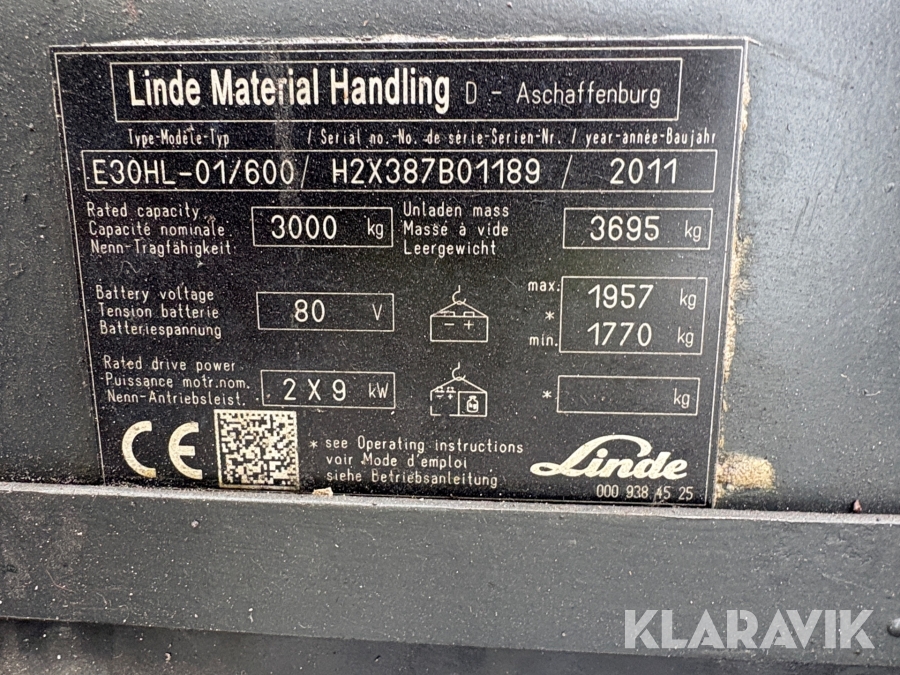 Linde Material Handling D - Aschaffenburg
Type-Modèle-Typ / Serial no.-No. de série-Serien-Nr. / year-année-Baujahr
E30HL-01/600 / H2X387B01189 / 2011
Rated capacity
Capacité nominale
Nenn-Tragfähigkeit
3000 kg
Unladen mass
Masse à vide
Leergewicht
3695 kg
Battery voltage
Tension batterie
Batteriespannung
80 V
- +
max.
*
min.
1957 kg
1770 kg
Rated drive power
Puissance motr.nom.
Nenn-Antriebsleist.
2 X 9 kW
kg
* kg
CE
* see Operating instructions
voir Mode d'emploi
siehe Betriebsanleitung
Linde
000 938 45 25
KLARAVIK